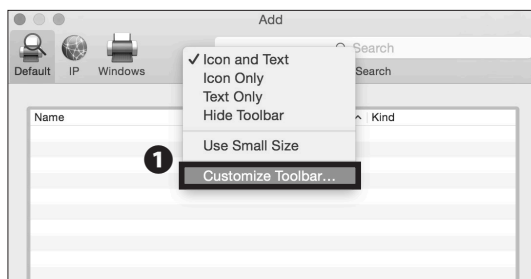 Add
Search
Default IP Windows
Search
✓ Icon and Text
Icon Only
Text Only
Hide Toolbar
Use Small Size
Customize Toolbar...
Name
Kind
1